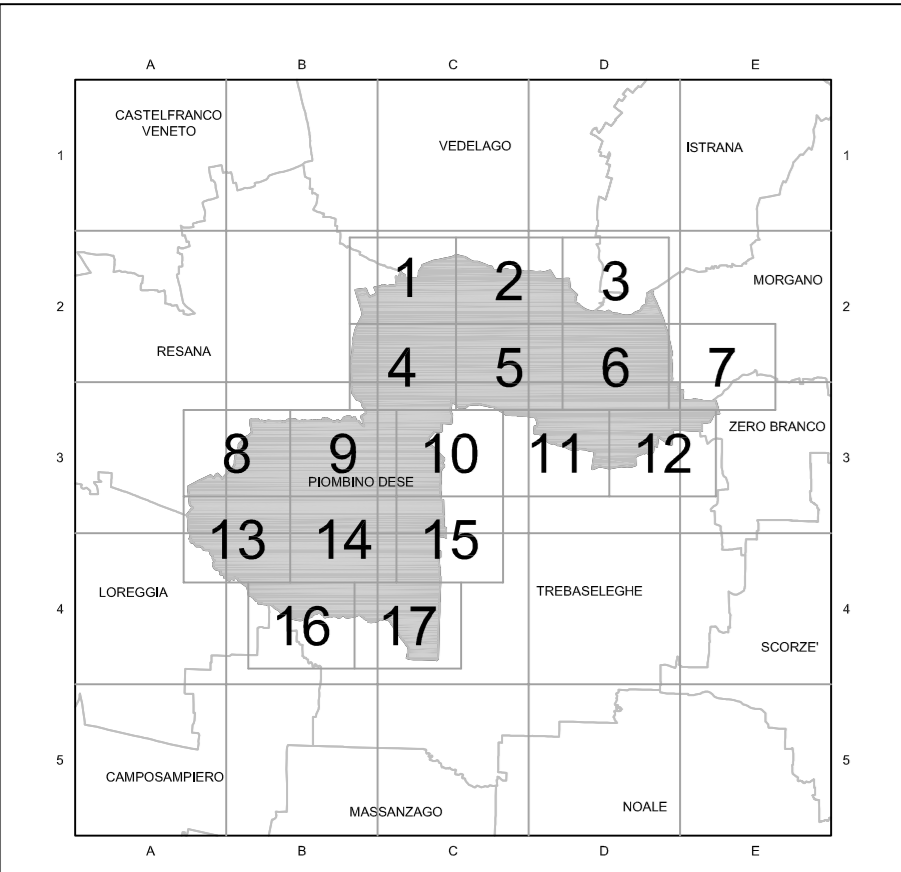 A B C D E
CASTELFRANCO
VENETO
VEDELAGO
ISTRANA
1 1
1 2 3
MORGANO
2 2
RESANA
4 5 6 7
ZERO BRANCO
8 9 10 11 12
3 3
PIOMBINO DESE
13 14 15
LOREGGIA
TREBASELEGHE
4 4
16 17
SCORZE'
5 5
CAMPOSAMPIERO
MASSANZAGO
NOALE
A B C D E